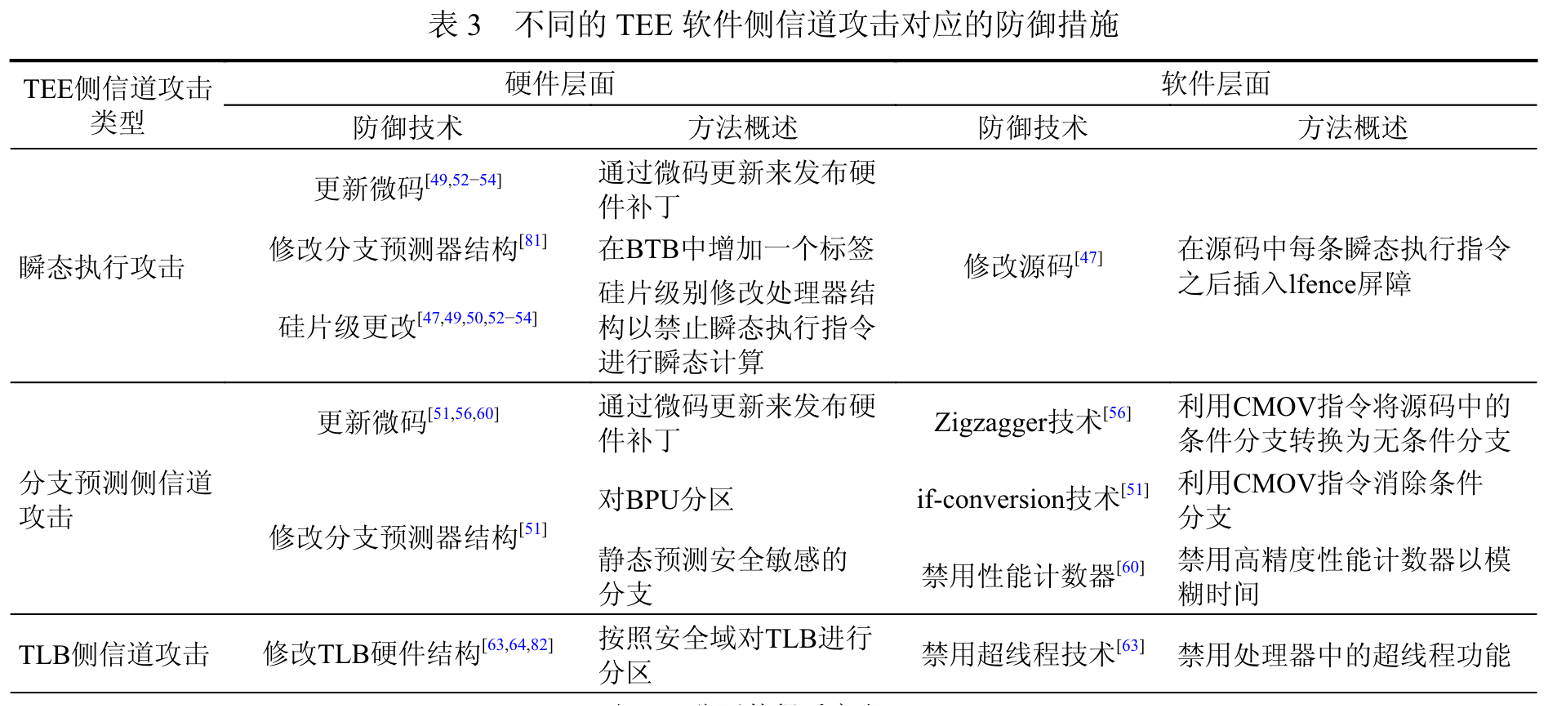 表 3 不同的 TEE 软件侧信道攻击对应的防御措施
TEE侧信道攻击
类型
硬件层面
软件层面
防御技术
方法概述
防御技术
方法概述
瞬态执行攻击
更新微码[49,52−54]
通过微码更新来发布硬
件补丁
修改分支预测器结构[81]
在BTB中增加一个标签
硅片级更改[47,49,50,52−54]
硅片级别修改处理器结
构以禁止瞬态执行指令
进行瞬态计算
修改源码[47]
在源码中每条瞬态执行指令
之后插入lfence屏障
分支预测侧信道
攻击
更新微码[51,56,60]
通过微码更新来发布硬
件补丁
修改分支预测器结构[51]
对BPU分区
静态预测安全敏感的
分支
Zigzagger技术[56]
利用CMOV指令将源码中的
条件分支转换为无条件分支
if-conversion技术[51]
利用CMOV指令消除条件
分支
禁用性能计数器[60]
禁用高精度性能计数器以模
糊时间
TLB侧信道攻击
修改TLB硬件结构[63,64,82]
按照安全域对TLB进行
分区
禁用超线程技术[63]
禁用处理器中的超线程功能